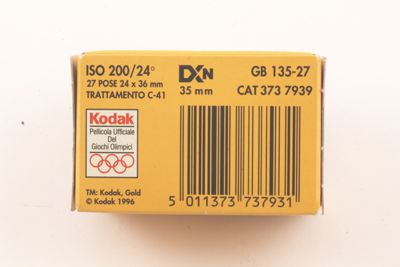 ISO 200/24°
27 POSE 24 x 36 mm
TRATTAMENTO C-41
DXN
35 mm
GB 135-27
CAT 373 7939
Kodak
Pellicola Ufficiale
Dei
Giochi Olimpici
TM: Kodak, Gold
© Kodak 1996
5 011373 737931